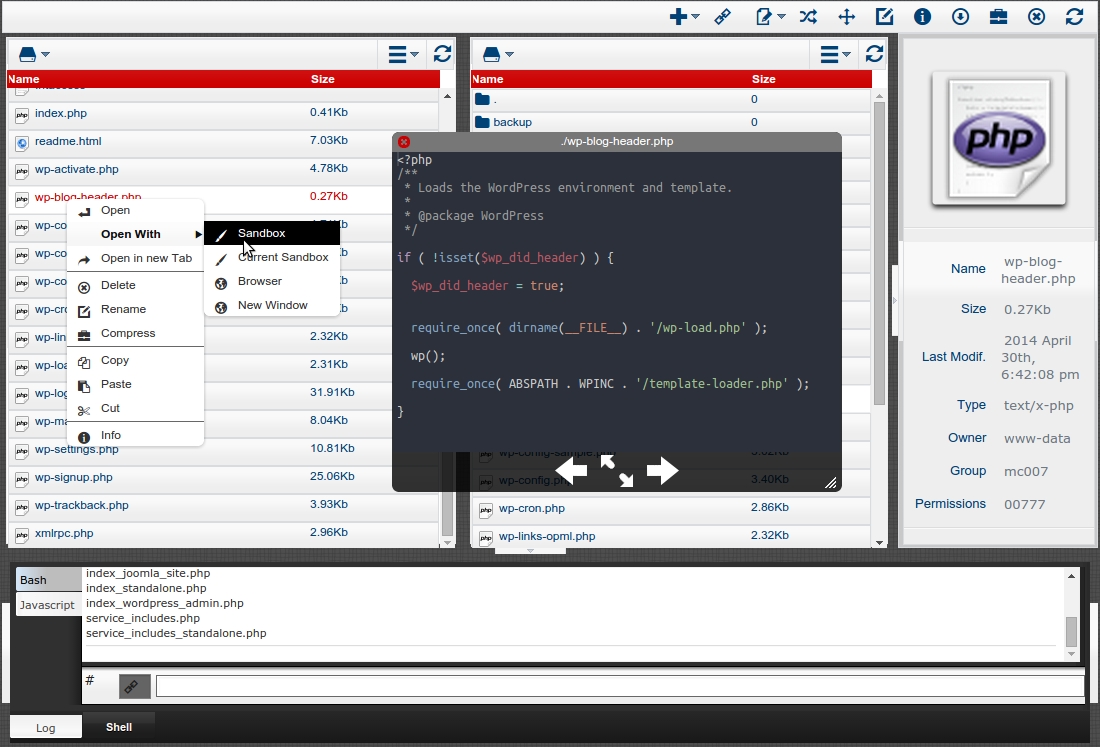 Name Size
index.php 0.41Kb
readme.html 7.03Kb
wp-activate.php 4.78Kb
wp-blog-header.php 0.27Kb
wp-co
wp-co
wp-co
wp-cro
wp-lin 2.32Kb
wp-loa 2.31Kb
wp-log 31.91Kb
wp-ma 8.04Kb
wp-settings.php 10.81Kb
wp-signup.php 25.06Kb
wp-trackback.php 3.93Kb
xmlrpc.php 2.96Kb
Open
Open With
Open in new Tab
Delete
Rename
Compress
Copy
Paste
Cut
Info
Sandbox
Current Sandbox
Browser
New Window
Name Size
. 0
backup 0
./wp-blog-header.php
<?php
/**
* Loads the WordPress environment and template.
*
* @package WordPress
*/
if ( !isset($wp_did_header) ) {
$wp_did_header = true;
require_once( dirname(__FILE__) . '/wp-load.php' );
wp();
require_once( ABSPATH . WPINC . '/template-loader.php' );
}
wp-config-sample.php
wp-config.php 3.40Kb
wp-cron.php 2.86Kb
wp-links-opml.php 2.32Kb
php
Name wp-blog-
header.php
Size 0.27Kb
Last Modif. 2014 April
30th,
6:42:08 pm
Type text/x-php
Owner www-data
Group mc007
Permissions 00777
Bash
Javascript
index_joomla_site.php
index_standalone.php
index_wordpress_admin.php
service_includes.php
service_includes_standalone.php
#
Log
Shell